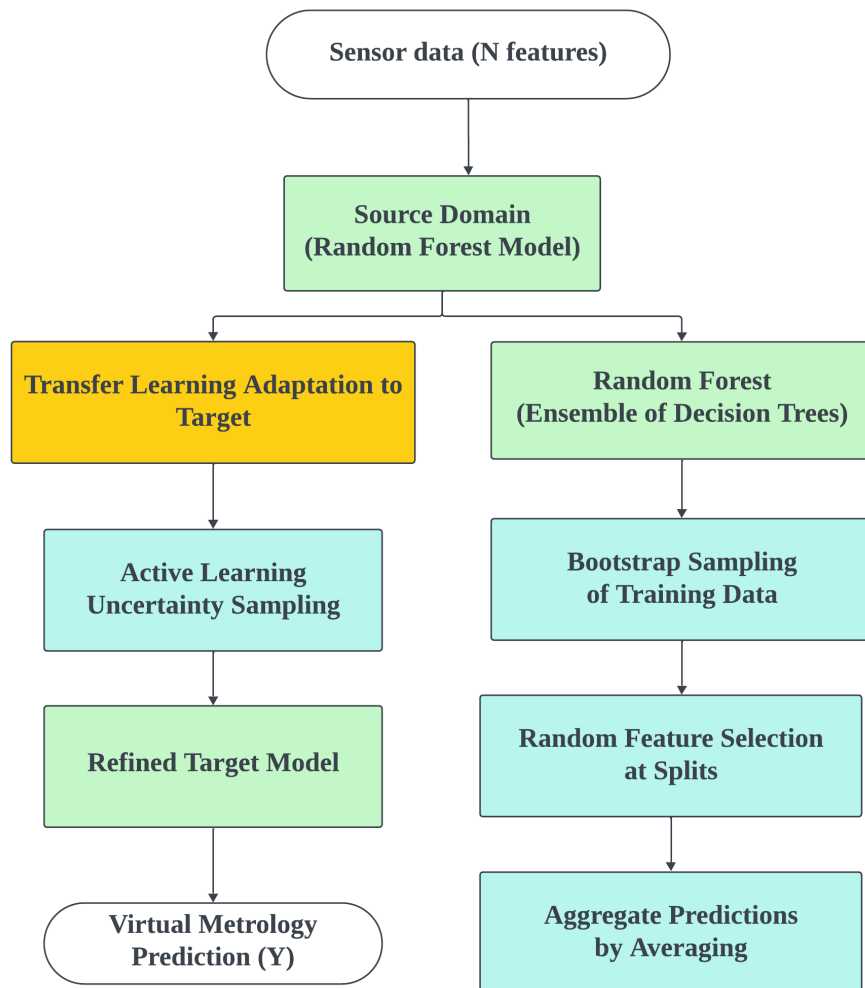 Sensor data (N features)
Source Domain
(Random Forest Model)
Transfer Learning Adaptation to
Target
Random Forest
(Ensemble of Decision Trees)
Active Learning
Uncertainty Sampling
Bootstrap Sampling
of Training Data
Refined Target Model
Random Feature Selection
at Splits
Virtual Metrology
Prediction (Y)
Aggregate Predictions
by Averaging